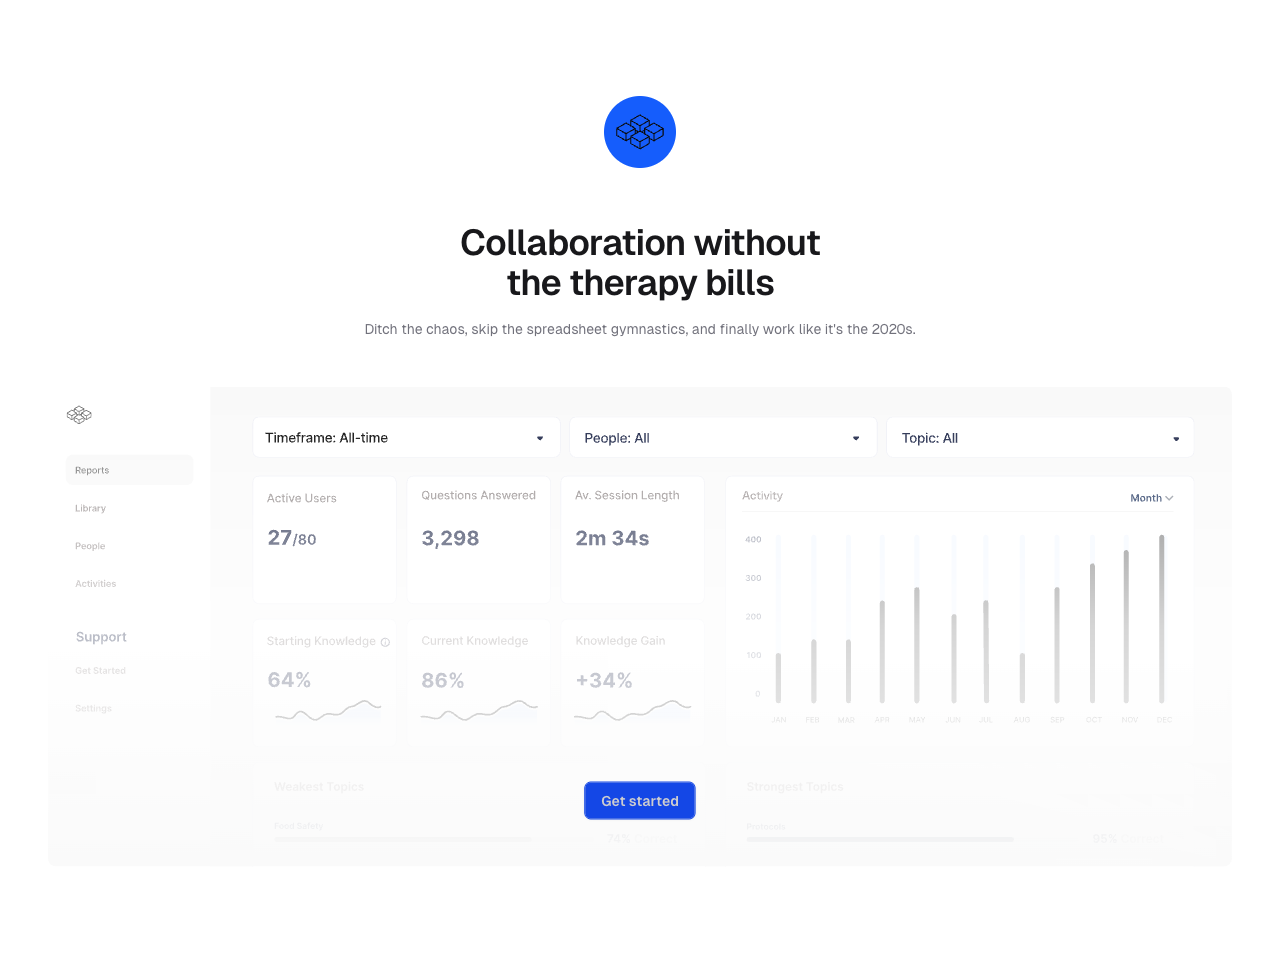 Collaboration without
the therapy bills
Ditch the chaos, skip the spreadsheet gymnastics, and finally work like it's the 2020s.
Reports
Library
People
Activities
Support
Get Started
Settings
Timeframe: All-time
People: All
Topic: All
Active Users
27/80
Questions Answered
3,298
Av. Session Length
2m 34s
Starting Knowledge
64%
Current Knowledge
86%
Knowledge Gain
+34%
Activity
Month
400
300
200
100
0
JAN FEB MAR APR MAY JUN JUL AUG SEP OCT NOV DEC
Weakest Topics
Food Safety
74%
Strongest Topics
95%
Get started